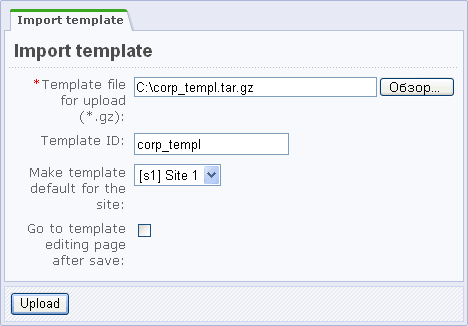 Import template
Import template
*Template file for upload (*.gz): C:\corp_templ.tar.gz Обзор...
Template ID: corp_templ
Make template default for the site: [s1] Site 1
Go to template editing page after save:
Upload